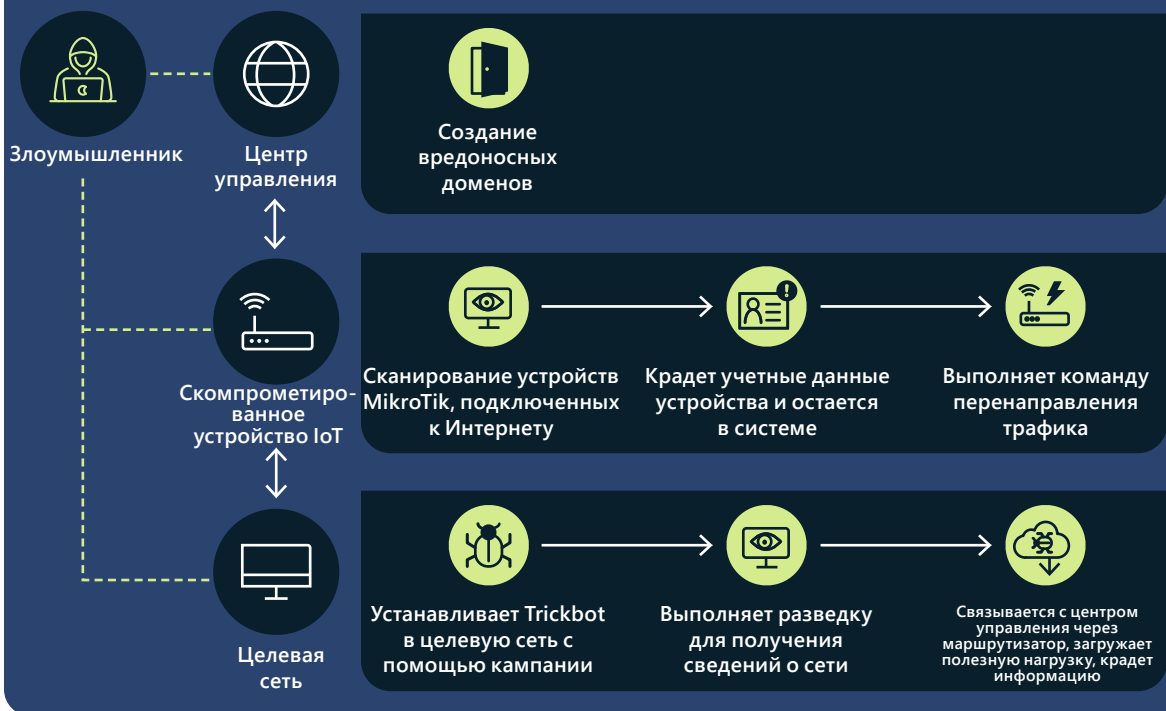 Злоумышленник
Центр
управления
Создание
вредоносных
доменов
Скомпрометиро-
ванное
устройство IoT
Сканирование устройств
MikroTik, подключенных
к Интернету
Крадет учетные данные
устройства и остается
в системе
Выполняет команду
перенаправления
трафика
Целевая
сеть
Устанавливает Trickbot
в целевую сеть с
помощью кампании
Выполняет разведку
для получения
сведений о сети
Связывается с центром
управления через
маршрутизатор, загружает
полезную нагрузку, крадет
информацию